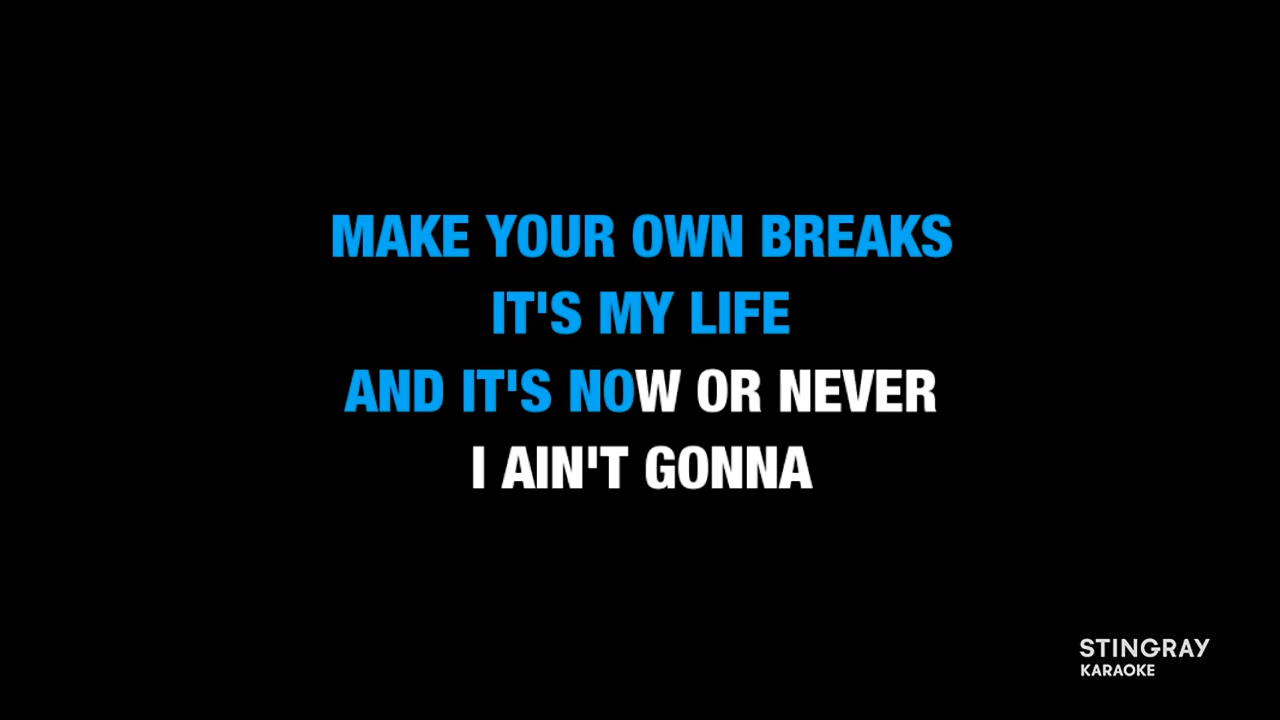 MAKE YOUR OWN BREAKS
IT'S MY LIFE
AND IT'S NOW OR NEVER
I AIN'T GONNA
STINGRAY
KARAOKE